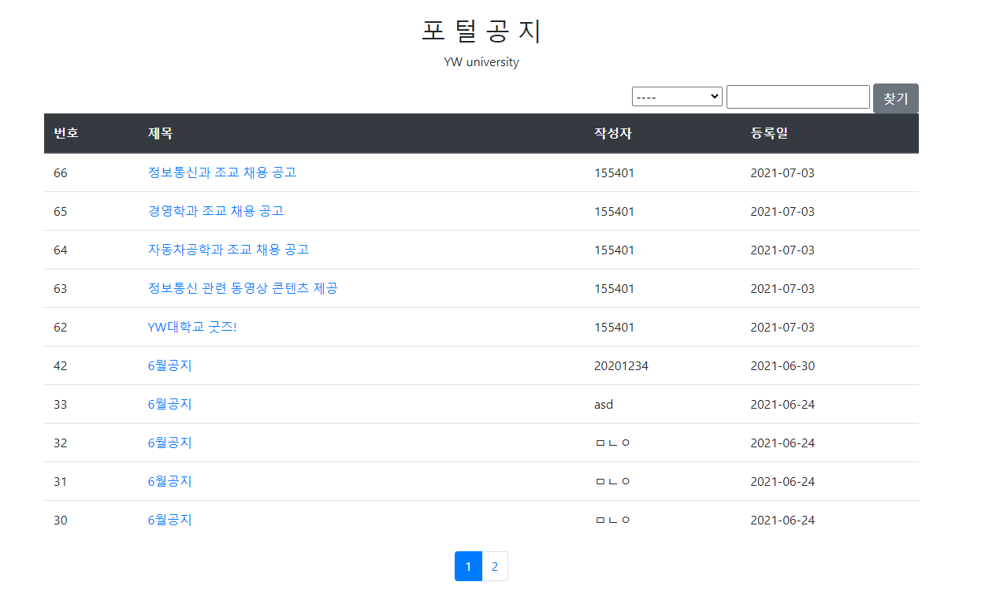 포 털 공 지
YW university
---- 찾기
번호 제목 작성자 등록일
66 정보통신과 조교 채용 공고 155401 2021-07-03
65 경영학과 조교 채용 공고 155401 2021-07-03
64 자동차공학과 조교 채용 공고 155401 2021-07-03
63 정보통신 관련 동영상 콘텐츠 제공 155401 2021-07-03
62 YW대학교 굿즈! 155401 2021-07-03
42 6월공지 20201234 2021-06-30
33 6월공지 asd 2021-06-24
32 6월공지 ㅁㄴㅇ 2021-06-24
31 6월공지 ㅁㄴㅇ 2021-06-24
30 6월공지 ㅁㄴㅇ 2021-06-24
1 2